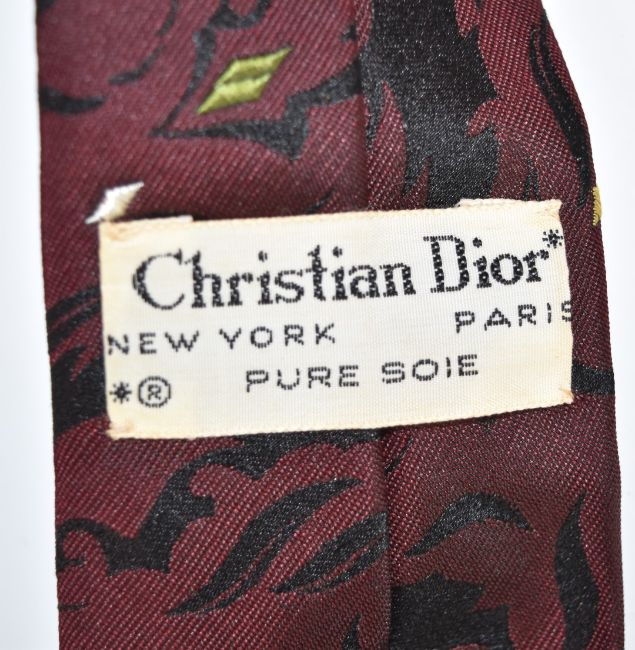 Christian Dior*
NEW YORK PARIS
*® PURE SOIE